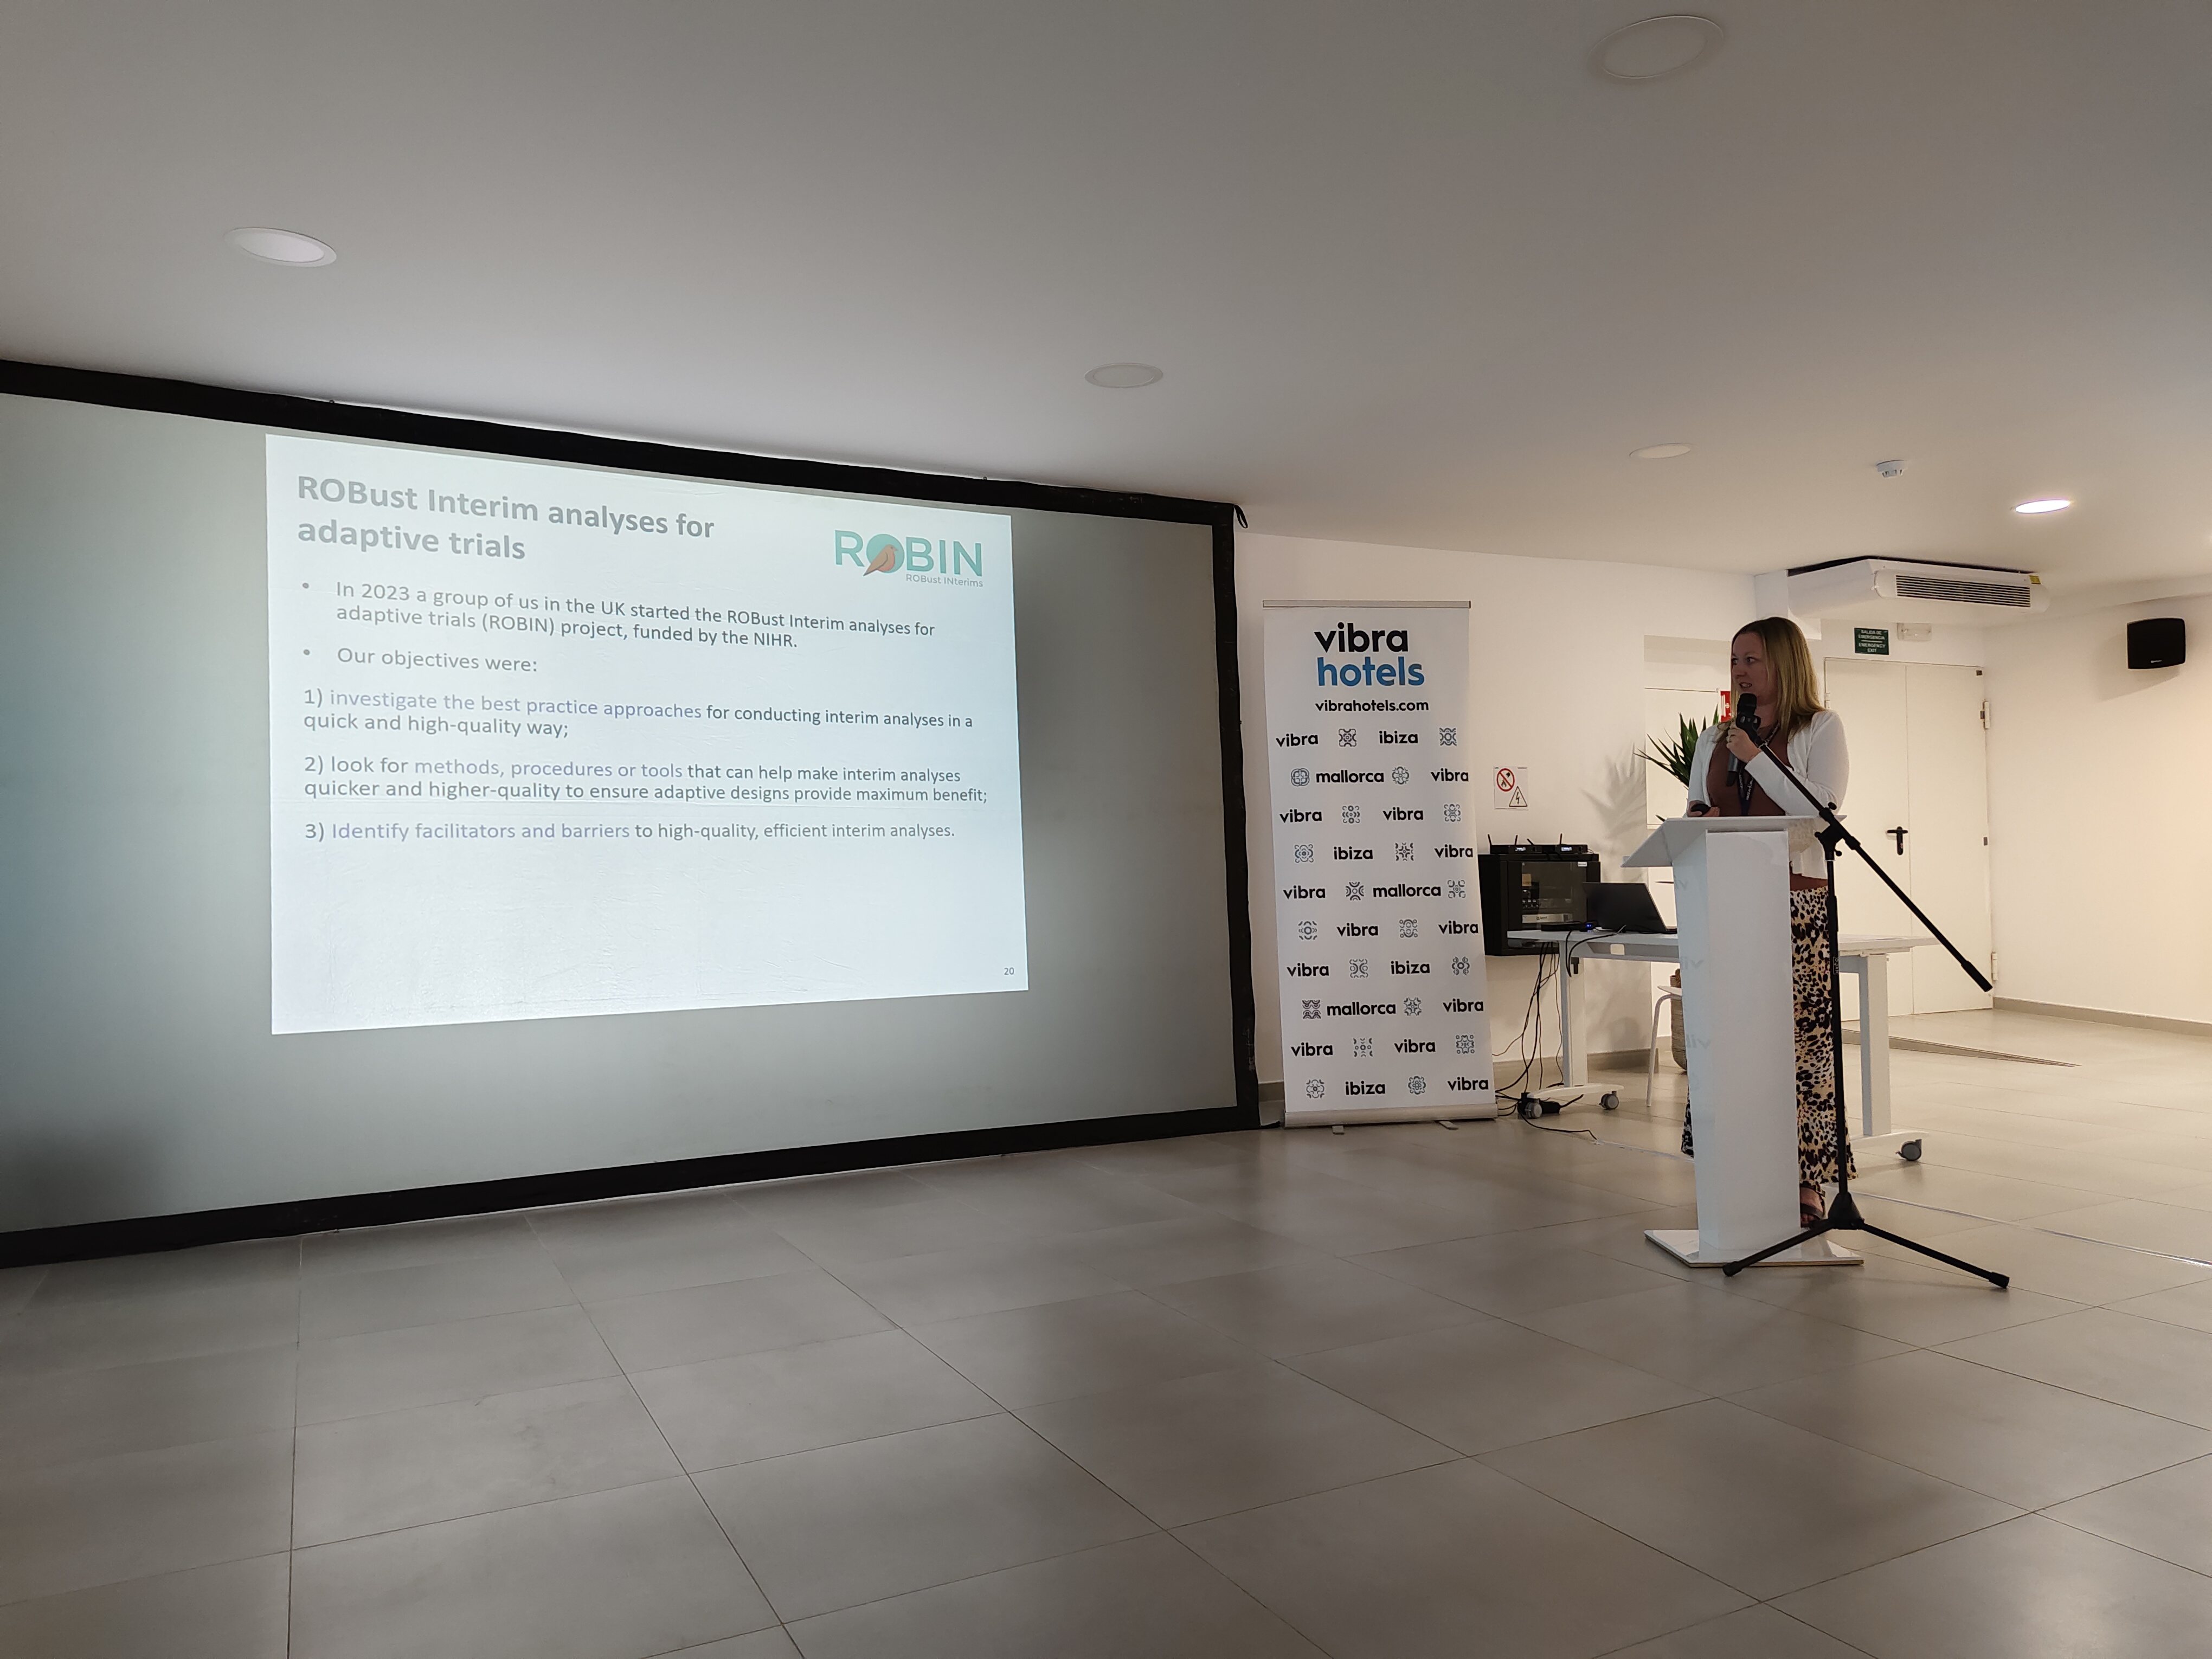 ROBust Interim analyses for
adaptive trials
ROBIN
ROBust INterims
• In 2023 a group of us in the UK started the ROBust Interim analyses for
adaptive trials (ROBIN) project, funded by the NIHR.
• Our objectives were:
1) investigate the best practice approaches for conducting interim analyses in a
quick and high-quality way;
2) look for methods, procedures or tools that can help make interim analyses
quicker and higher-quality to ensure adaptive designs provide maximum benefit;
3) Identify facilitators and barriers to high-quality, efficient interim analyses.
20
vibra
hotels
vibrahotels.com
vibra ibiza
mallorca vibra
vibra vibra
ibiza vibra
vibra mallorca
vibra vibra
vibra ibiza
mallorca vibra
vibra vibra
ibiza vibra
SALIDA DE
EMERGENCIA
EMERGENCY
EXIT